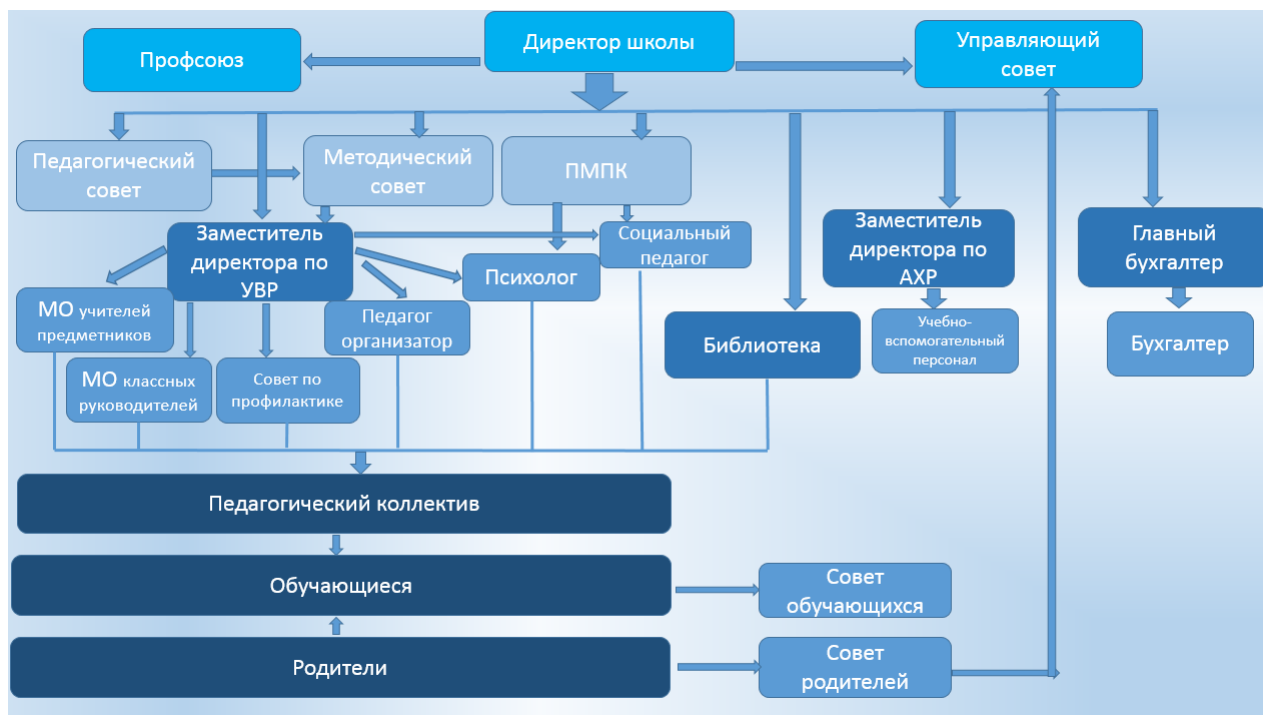 Директор школы
Профсоюз
Управляющий
совет
Педагогический
совет
Методический
совет
ПМПК
Заместитель
директора по
УВР
Социальный
педагог
Психолог
Заместитель
директора по
АХР
Главный
бухгалтер
МО учителей
предметников
Педагог
организатор
Библиотека
Учебно-
вспомогательный
персонал
Бухгалтер
МО классных
руководителей
Совет по
профилактике
Педагогический коллектив
Обучающиеся
Совет
обучающихся
Родители
Совет
родителей